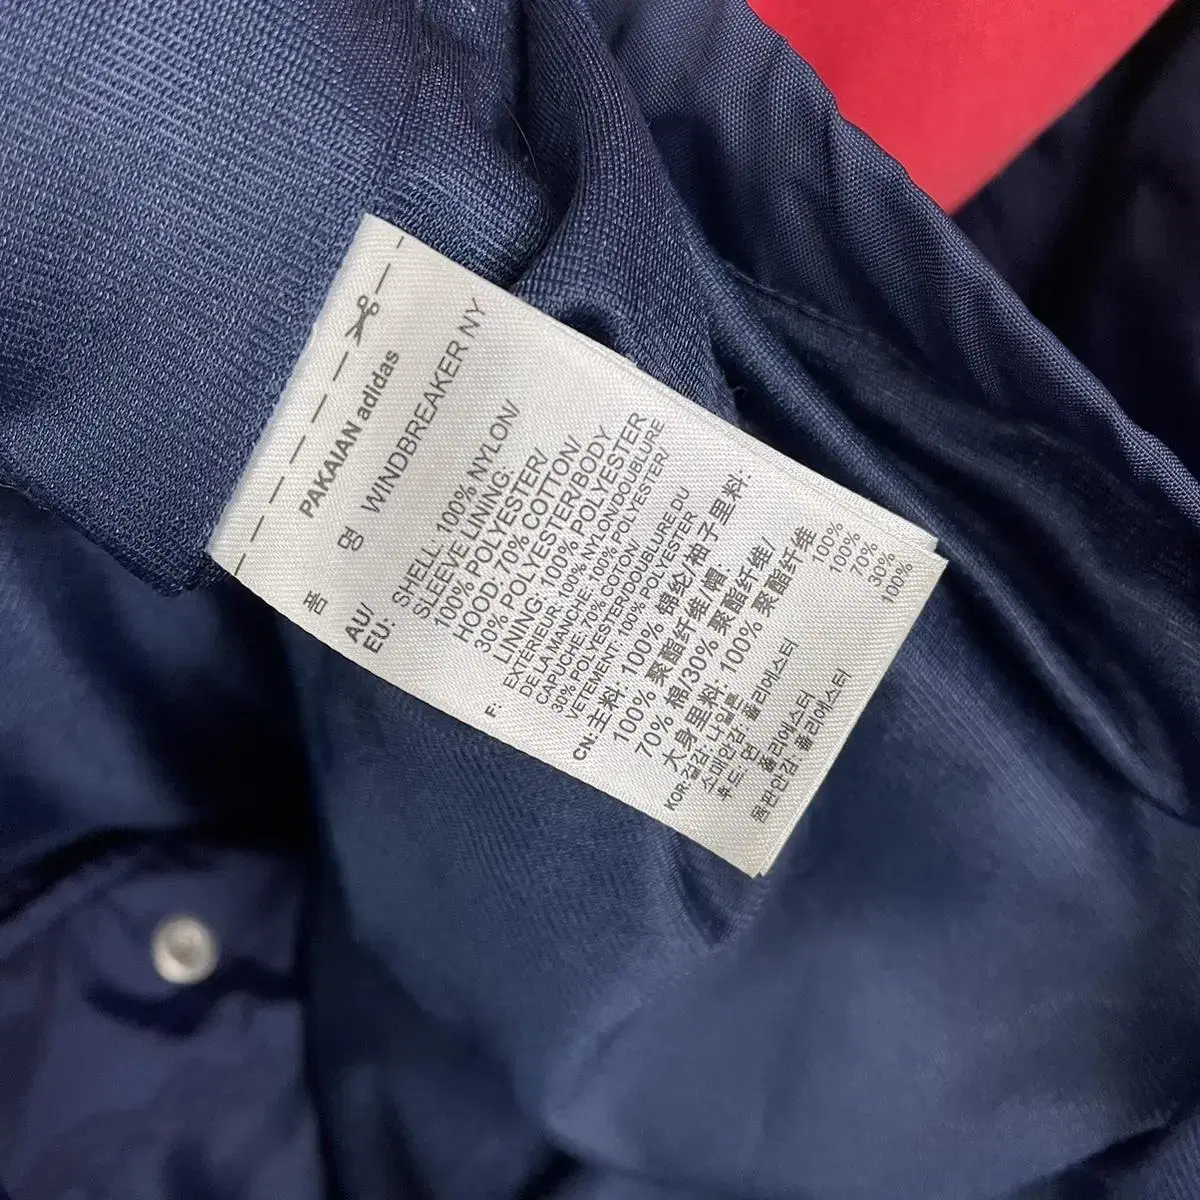 PAKAIAN adidas
품 명 WINDBREAKER NY
AU/
EU:
SHELL: 100% NYLON/
SLEEVE LINING:
100% POLYESTER/
HOOD: 70% COTTON/
30% POLYESTER/BODY
LINING: 100% POLYESTER
F: EXTERIEUR: 100% NYLON/DOUBLURE
DE LA MANCHE: 100% POLYESTER/
CAPUCHE: 70% COTON/
30% POLYESTER/DOUBLURE DU
VETEMENT: 100% POLYESTER
CN: 主料: 100% 锦纶/袖子里料:
100% 聚酯纤维/帽:
70% 棉/30% 聚酯纤维/
大身里料: 100% 聚酯纤维
KOR: 겉감: 나일론 100%
소매안감: 폴리에스터 100%
후드: 면 70%
폴리에스터 30%
몸판안감: 폴리에스터 100%